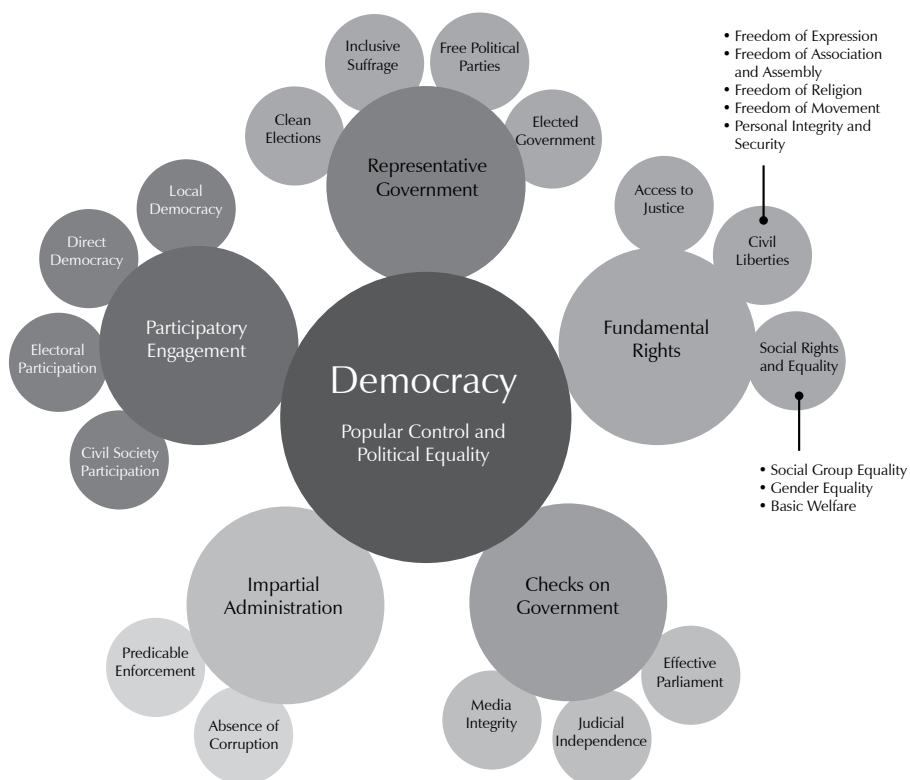 Democracy
Popular Control and
Political Equality
Representative
Government
Clean
Elections
Inclusive
Suffrage
Free Political
Parties
Elected
Government
Fundamental
Rights
Access to
Justice
Civil
Liberties
• Freedom of Expression
• Freedom of Association
and Assembly
• Freedom of Religion
• Freedom of Movement
• Personal Integrity and
Security
Social Rights
and Equality
• Social Group Equality
• Gender Equality
• Basic Welfare
Checks on
Government
Effective
Parliament
Judicial
Independence
Media
Integrity
Impartial
Administration
Absence of
Corruption
Predicable
Enforcement
Participatory
Engagement
Civil Society
Participation
Electoral
Participation
Direct
Democracy
Local
Democracy